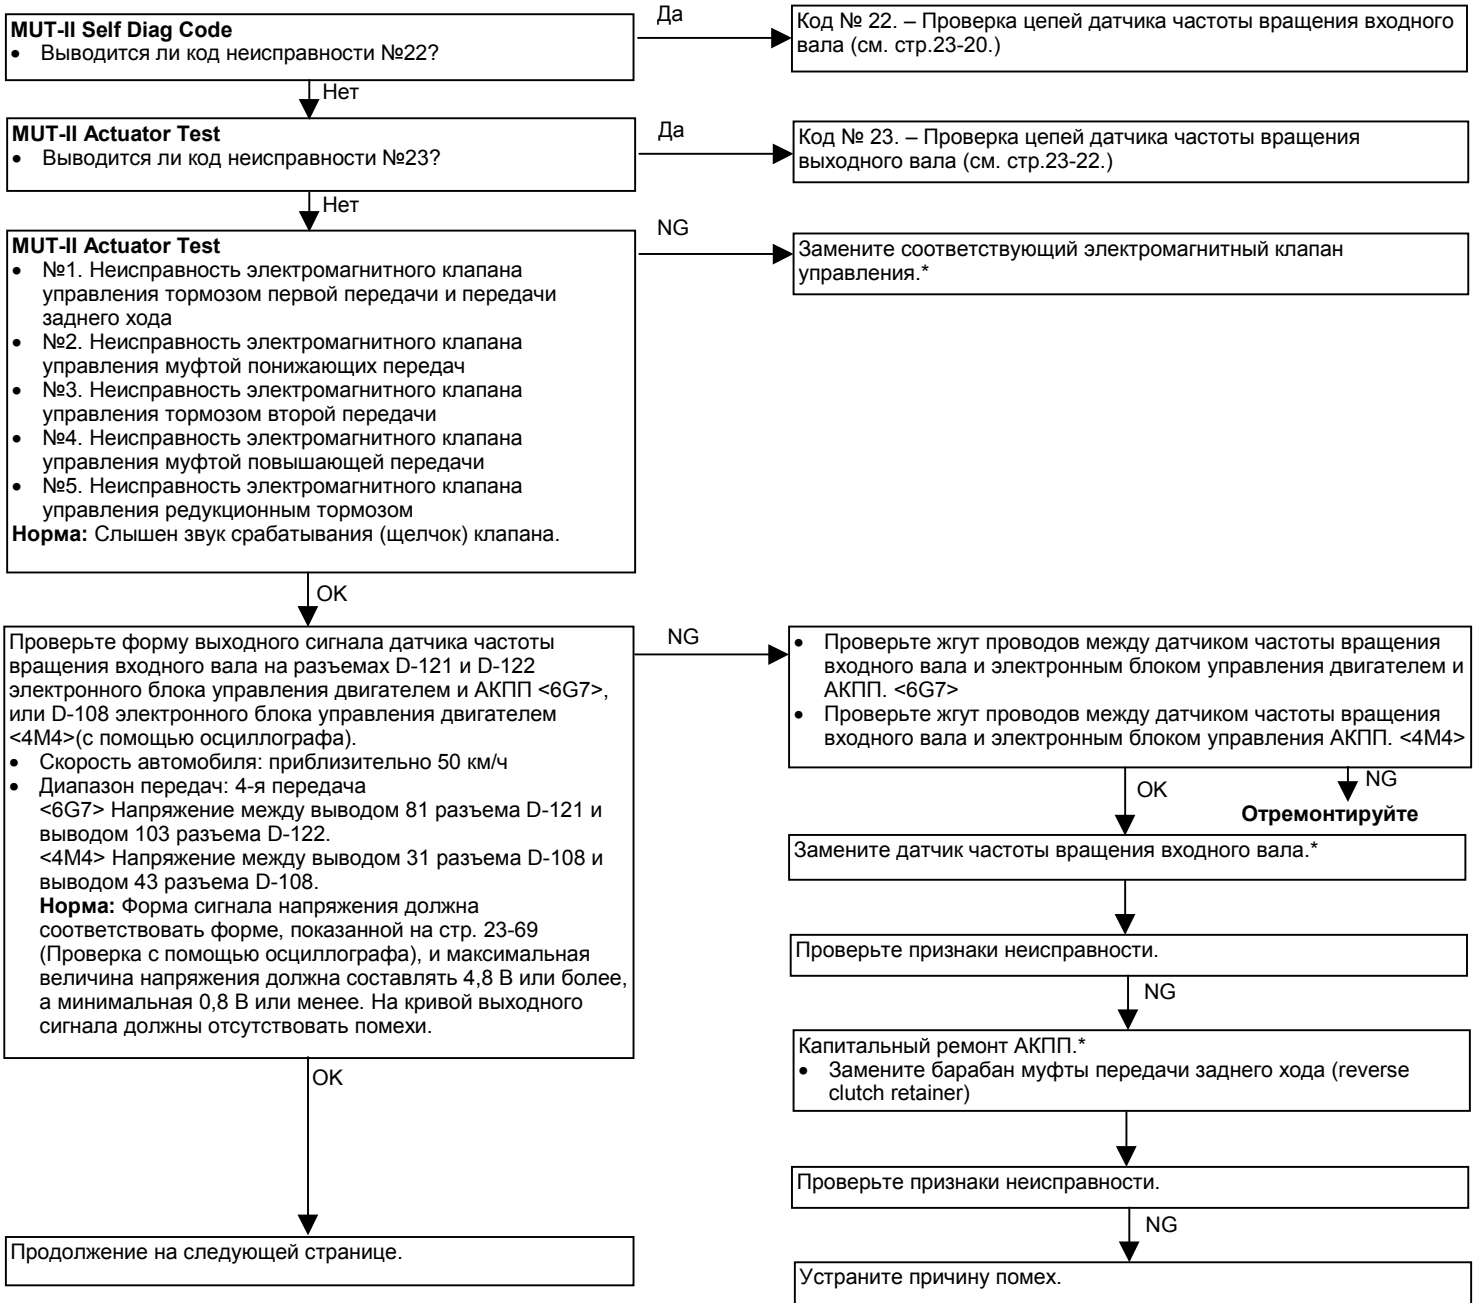 MUT-II Self Diag Code
• Выводится ли код неисправности №22?
Да
Код № 22. – Проверка цепей датчика частоты вращения входного
вала (см. стр.23-20.)
Нет
MUT-II Actuator Test
• Выводится ли код неисправности №23?
Да
Код № 23. – Проверка цепей датчика частоты вращения
выходного вала (см. стр.23-22.)
Нет
MUT-II Actuator Test
• №1. Неисправность электромагнитного клапана
управления тормозом первой передачи и передачи
заднего хода
• №2. Неисправность электромагнитного клапана
управления муфтой понижающих передач
• №3. Неисправность электромагнитного клапана
управления тормозом второй передачи
• №4. Неисправность электромагнитного клапана
управления муфтой повышающей передачи
• №5. Неисправность электромагнитного клапана
управления редукционным тормозом
Норма: Слышен звук срабатывания (щелчок) клапана.
NG
Замените соответствующий электромагнитный клапан
управления.*
OK
Проверьте форму выходного сигнала датчика частоты
вращения входного вала на разъемах D-121 и D-122
электронного блока управления двигателем и АКПП <6G7>,
или D-108 электронного блока управления двигателем
<4M4>(с помощью осциллографа).
• Скорость автомобиля: приблизительно 50 км/ч
• Диапазон передач: 4-я передача
<6G7> Напряжение между выводом 81 разъема D-121 и
выводом 103 разъема D-122.
<4M4> Напряжение между выводом 31 разъема D-108 и
выводом 43 разъема D-108.
Норма: Форма сигнала напряжения должна
соответствовать форме, показанной на стр. 23-69
(Проверка с помощью осциллографа), и максимальная
величина напряжения должна составлять 4,8 В или более,
а минимальная 0,8 В или менее. На кривой выходного
сигнала должны отсутствовать помехи.
NG
• Проверьте жгут проводов между датчиком частоты вращения
входного вала и электронным блоком управления двигателем и
АКПП. <6G7>
• Проверьте жгут проводов между датчиком частоты вращения
входного вала и электронным блоком управления АКПП. <4M4>
OK
NG
Отремонтируйте
Замените датчик частоты вращения входного вала.*
Проверьте признаки неисправности.
NG
Капитальный ремонт АКПП.*
• Замените барабан муфты передачи заднего хода (reverse
clutch retainer)
Проверьте признаки неисправности.
NG
Устраните причину помех.
OK
Продолжение на следующей странице.